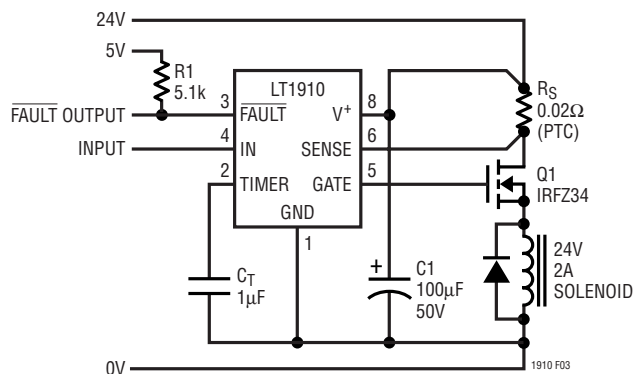 24V
5V
R1
5.1k
LT1910
RS
0.02Ω
(PTC)
FAULT OUTPUT
3
FAULT
V+
8
INPUT
4
IN
SENSE
6
2
TIMER
GATE
5
Q1
IRFZ34
GND
1
CT
1µF
+
C1
100µF
50V
24V
2A
SOLENOID
0V
1910 F03